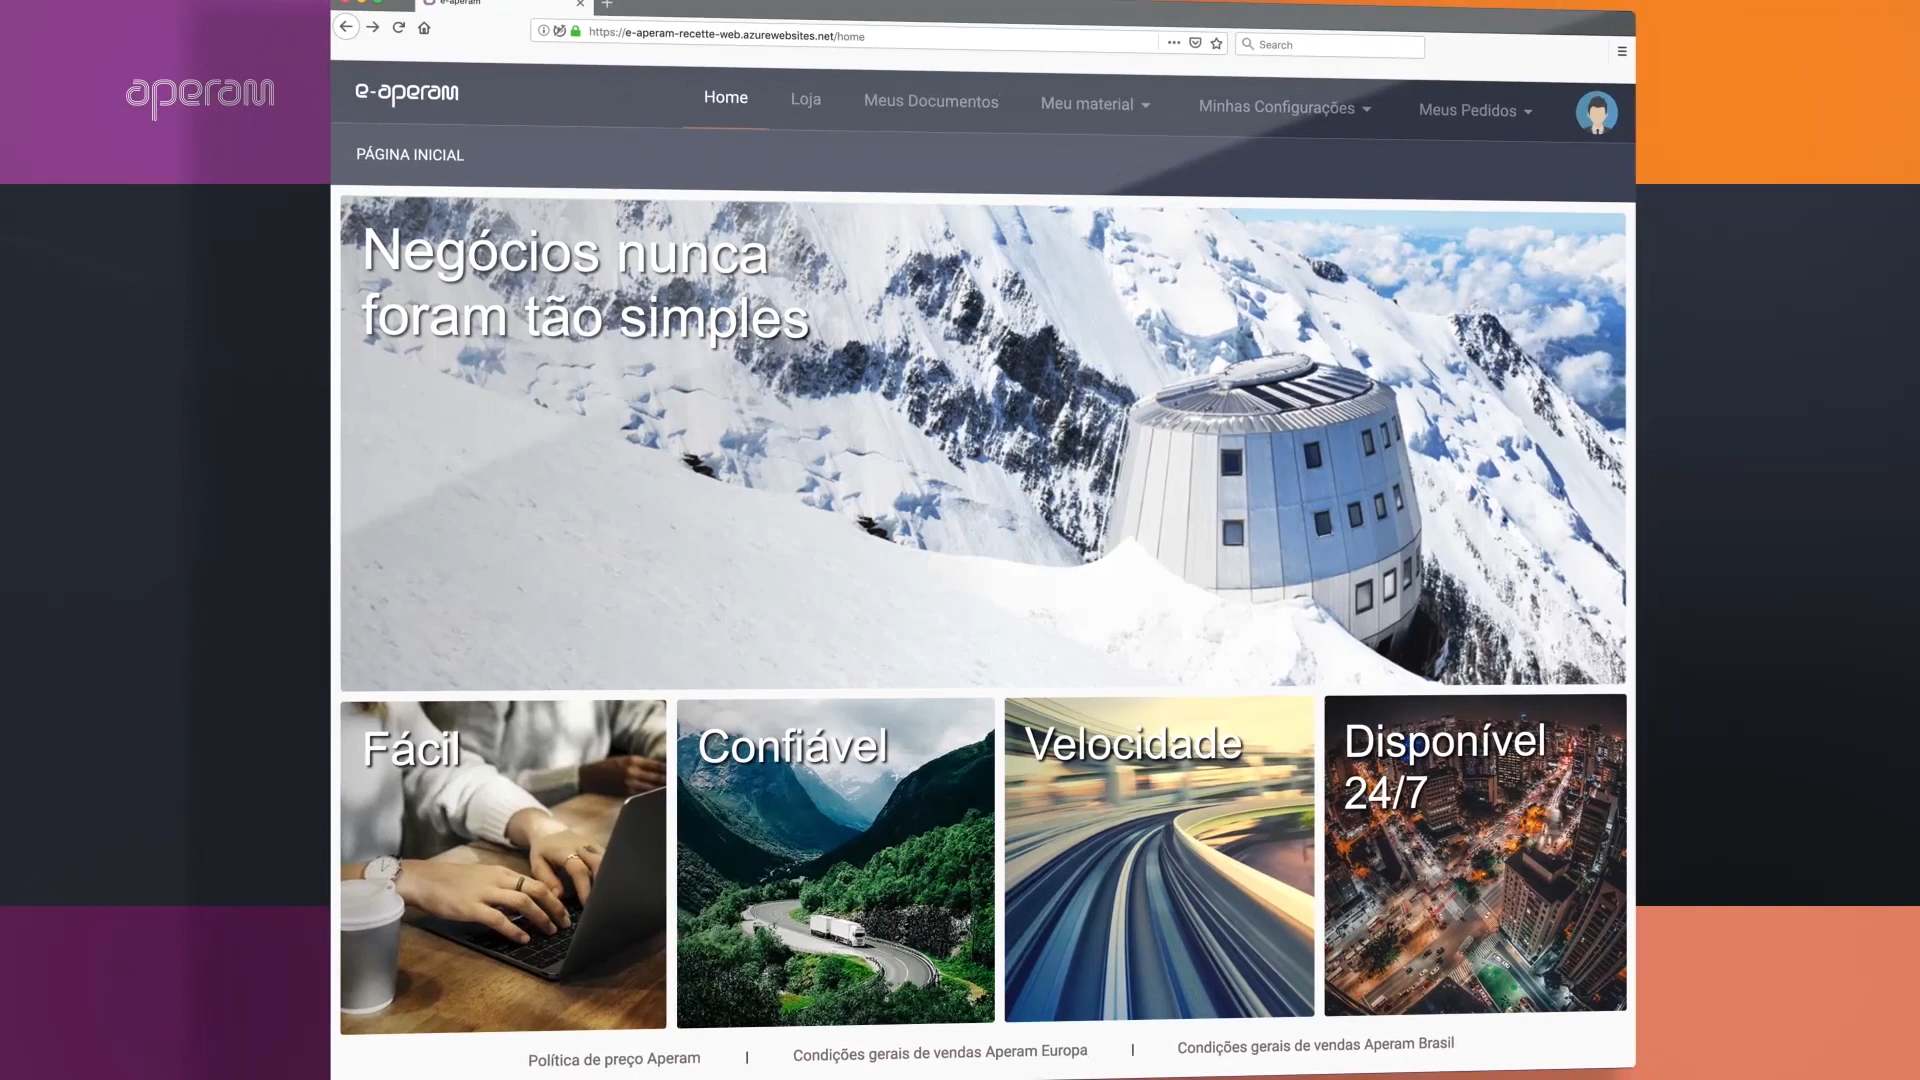 e-aperam
https://e-aperam-recette-web.azurewebsites.net/home
Search
aperam
e-aperam
Home
Loja
Meus Documentos
Meu material
Minhas Configurações
Meus Pedidos
PÁGINA INICIAL
Negócios nunca
foram tão simples
Fácil
Confiável
Velocidade
Disponível
24/7
Política de preço Aperam | Condições gerais de vendas Aperam Europa | Condições gerais de vendas Aperam Brasil